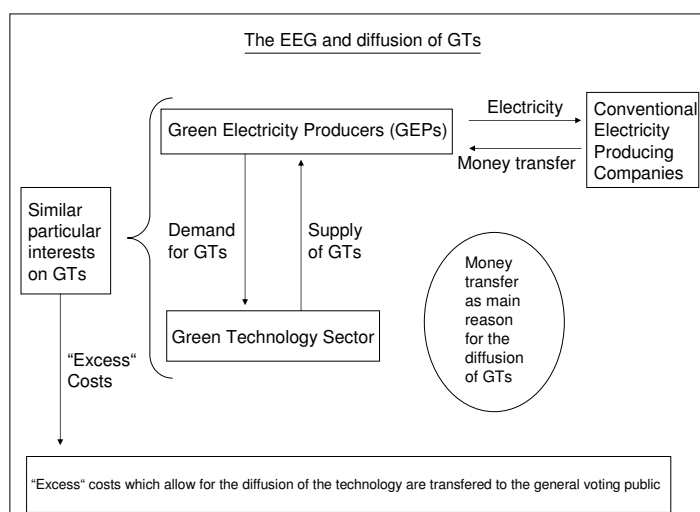 The EEG and diffusion of GTs
Electricity
Conventional
Electricity
Producing
Companies
Green Electricity Producers (GEPs)
Money transfer
Similar
particular
interests
on GTs
Demand
for GTs
Supply
of GTs
Money
transfer
as main
reason
for the
diffusion
of GTs
Green Technology Sector
“Excess“
Costs
“Excess“ costs which allow for the diffusion of the technology are transfered to the general voting public